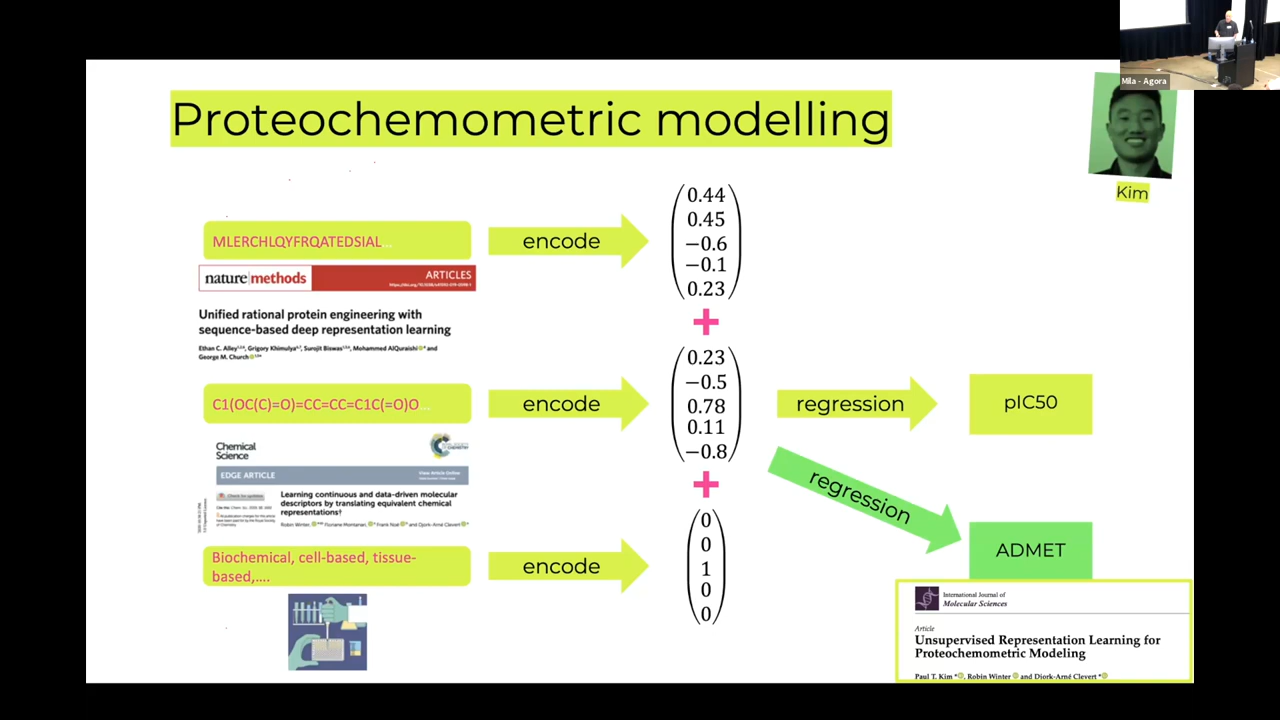 Mila - Agora
Proteochemometric modelling
Kim
MLERCHLQYFRQATEDSIAL...
encode
0.44
0.45
−0.6
−0.1
0.23
nature methods
ARTICLES
Unified rational protein engineering with
sequence-based deep representation learning
Ethan C. Alley, Grigory Khimulya, Surojit Biswas, Mohammed AlQuraishi and
George M. Church
+
C1(OC(C)=O)=CC=CC=C1C(=O)O...
encode
0.23
−0.5
0.78
0.11
−0.8
regression
pIC50
regression
ADMET
Chemical
Science
EDGE ARTICLE
View Article Online
Check for updates
Learning continuous and data-driven molecular
descriptors by translating equivalent chemical
representations†
Robin Winter, Floriane Montanari, Frank Noé and Djork-Arné Clevert
+
Biochemical, cell-based, tissue-
based,....
encode
0
0
1
0
0
International Journal of
Molecular Sciences
Article
Unsupervised Representation Learning for
Proteochemometric Modeling
Paul T. Kim *, Robin Winter and Djork-Arné Clevert *